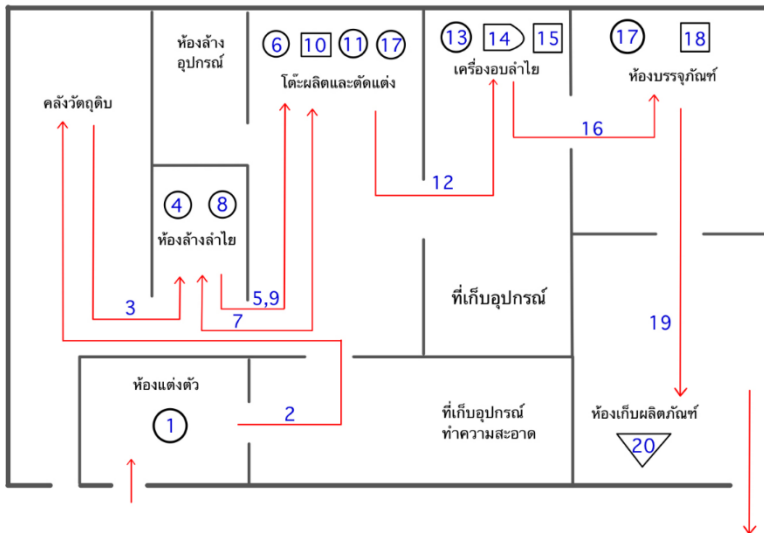 ห้องล้าง
อุปกรณ์
6 10 11 17
โต๊ะผลิตและตัดแต่ง
13 14 15
เครื่องอบลำไย
17 18
ห้องบรรจุภัณฑ์
คลังวัตถุดิบ
16
12
4 8
ห้องล้างลำไย
3
5,9
7
ที่เก็บอุปกรณ์
19
ห้องแต่งตัว
1
2
ที่เก็บอุปกรณ์
ทำความสะอาด
ห้องเก็บผลิตภัณฑ์
20